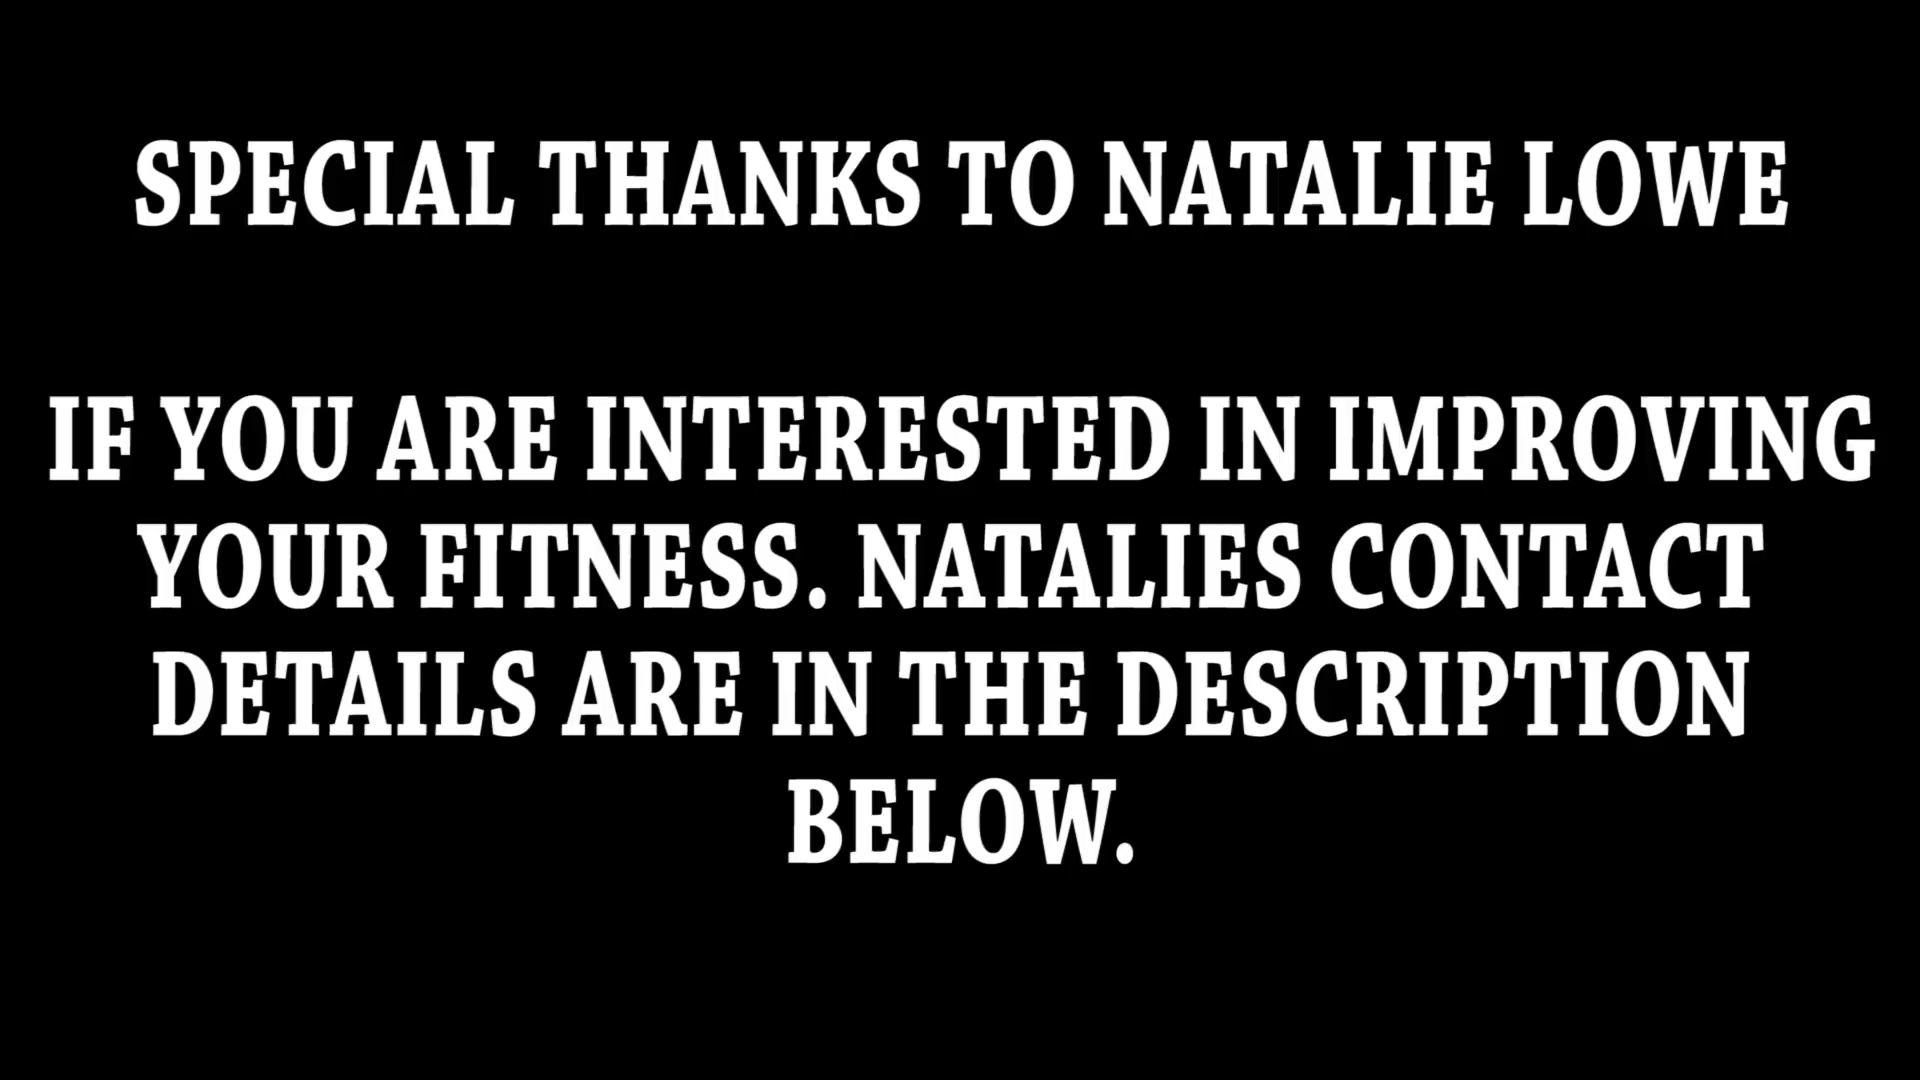 SPECIAL THANKS TO NATALIE LOWE
IF YOU ARE INTERESTED IN IMPROVING
YOUR FITNESS. NATALIES CONTACT
DETAILS ARE IN THE DESCRIPTION
BELOW.